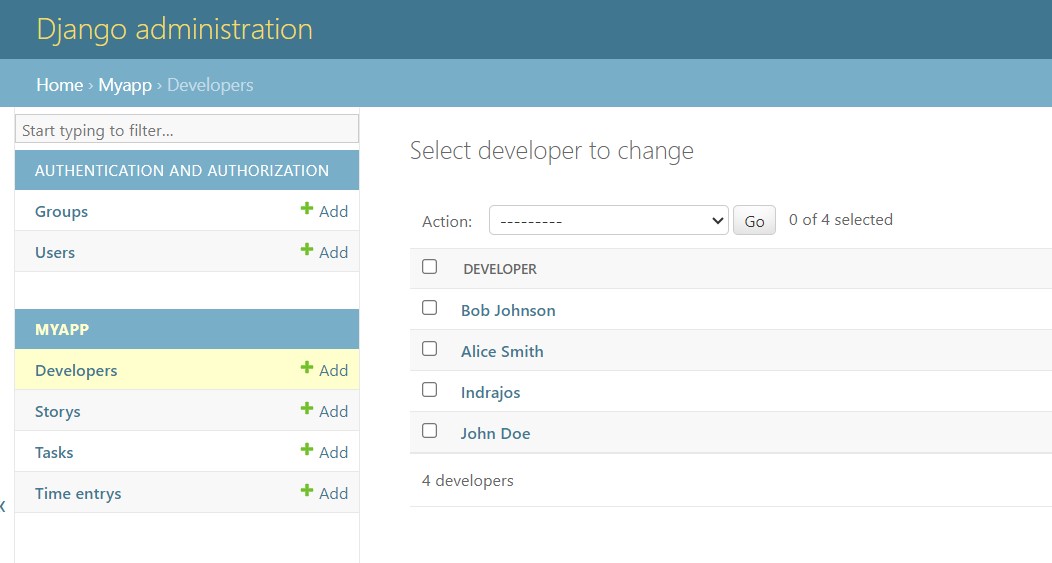 Django administration
Home › Myapp › Developers
Start typing to filter...
AUTHENTICATION AND AUTHORIZATION
Groups + Add
Users + Add
MYAPP
Developers + Add
Storys + Add
Tasks + Add
Time entrys + Add
Select developer to change
Action: --------- Go 0 of 4 selected
DEVELOPER
Bob Johnson
Alice Smith
Indrajos
John Doe
4 developers